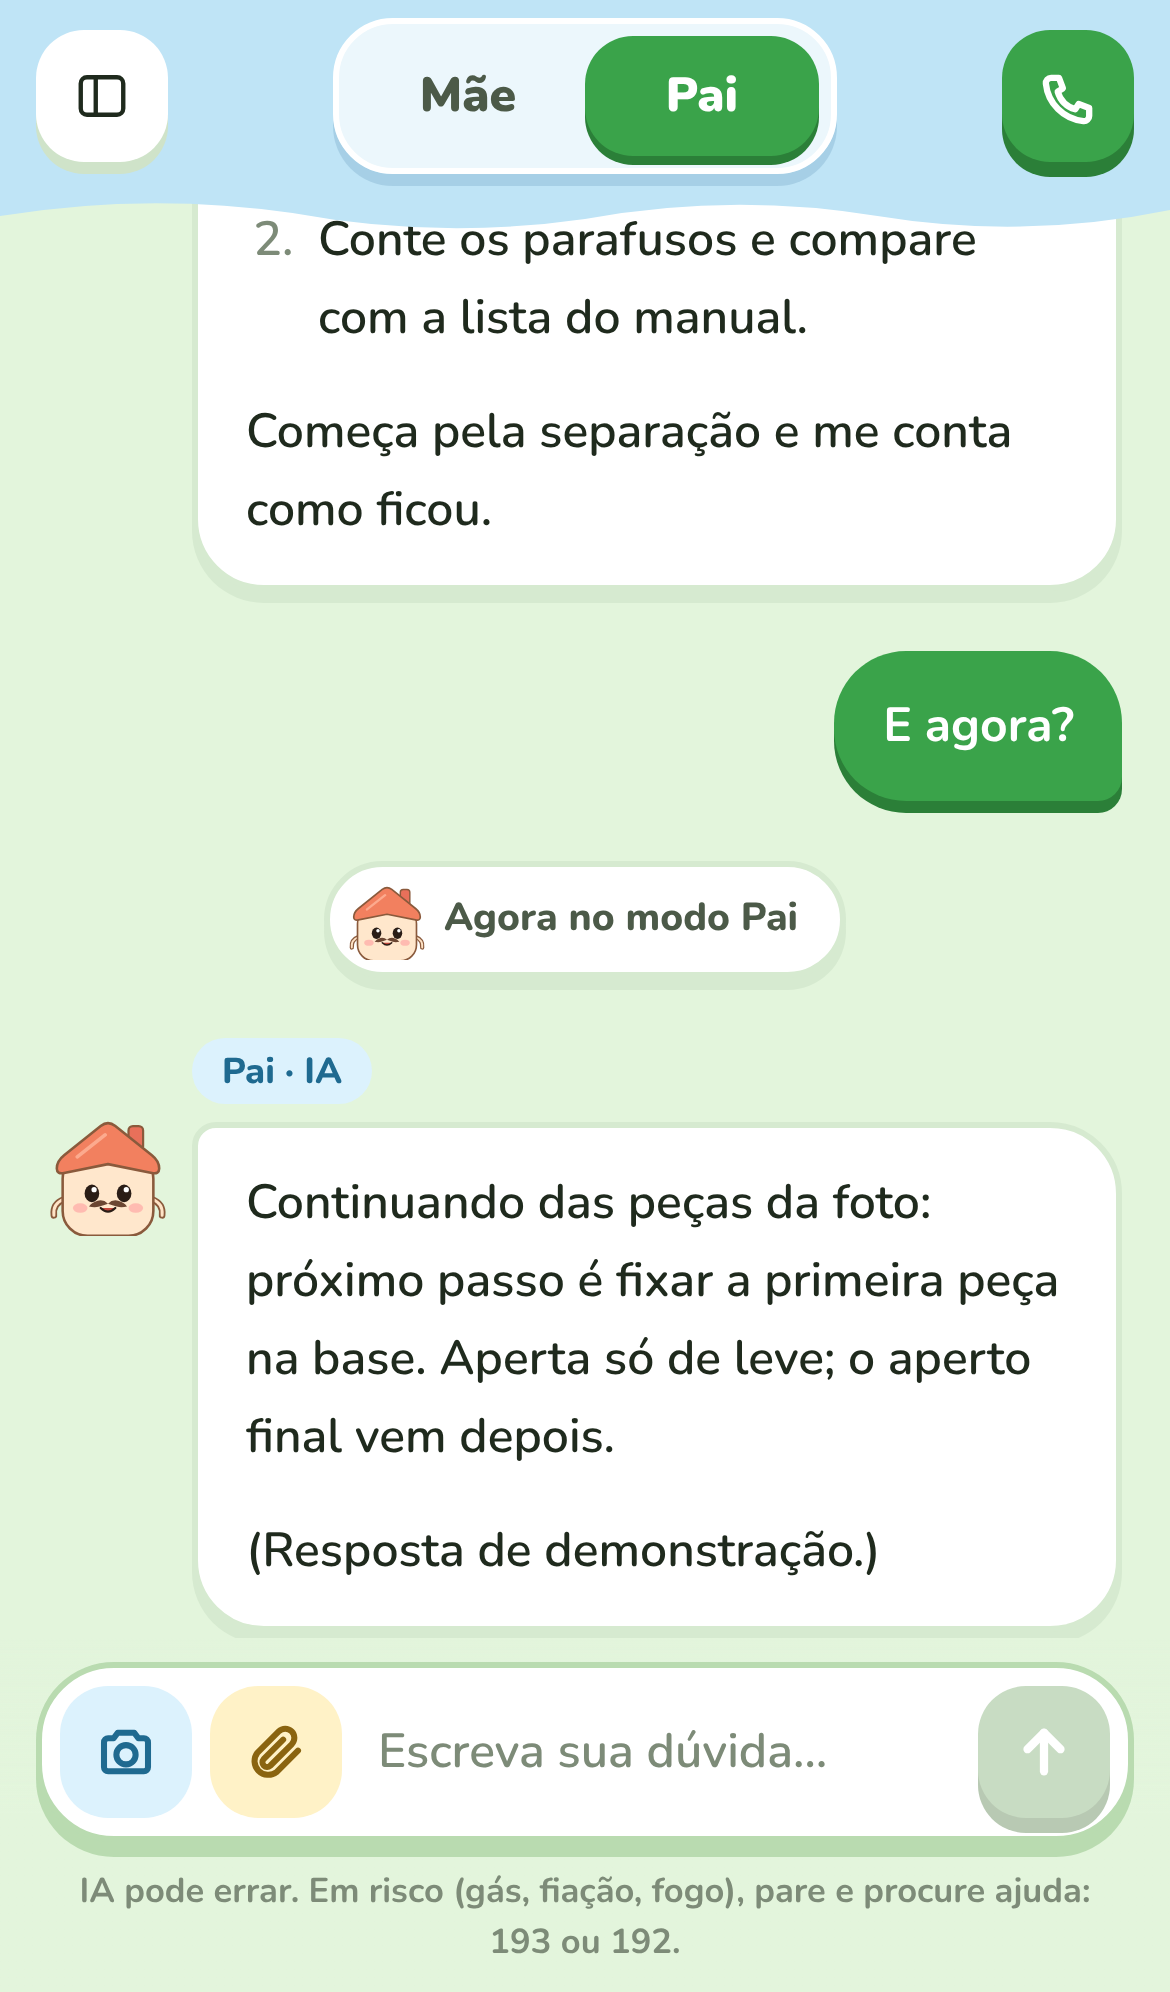 Mãe
Pai
2. Conte os parafusos e compare
com a lista do manual.
Começa pela separação e me conta
como ficou.
E agora?
Agora no modo Pai
Pai · IA
Continuando das peças da foto:
próximo passo é fixar a primeira peça
na base. Aperta só de leve; o aperto
final vem depois.
(Resposta de demonstração.)
Escreva sua dúvida...
IA pode errar. Em risco (gás, fiação, fogo), pare e procure ajuda:
193 ou 192.